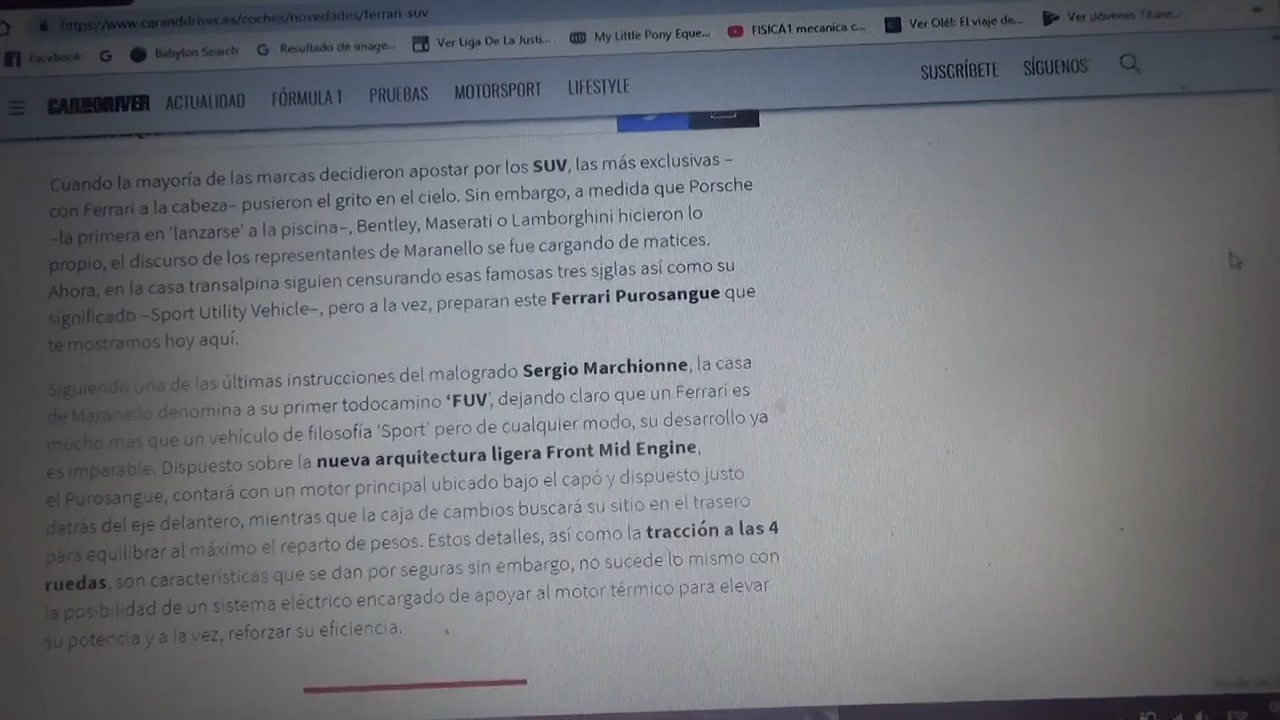 https://www.caranddriver.es/coches/novedades/ferrari-suv
Facebook Babylon Search Resultado de image... Ver Liga De La Justi... My Little Pony Eque... FISICA1 mecanica c... Ver Olé!: El viaje de... Ver Jóvenes Titane...
CAR AND DRIVER ACTUALIDAD FÓRMULA 1 PRUEBAS MOTORSPORT LIFESTYLE SUSCRÍBETE SÍGUENOS
Cuando la mayoría de las marcas decidieron apostar por los SUV, las más exclusivas –
con Ferrari a la cabeza– pusieron el grito en el cielo. Sin embargo, a medida que Porsche
–la primera en ‘lanzarse’ a la piscina–, Bentley, Maserati o Lamborghini hicieron lo
propio, el discurso de los representantes de Maranello se fue cargando de matices.
Ahora, en la casa transalpina siguien censurando esas famosas tres siglas así como su
significado –Sport Utility Vehicle–, pero a la vez, preparan este Ferrari Purosangue que
te mostramos hoy aquí.
Siguiendo una de las últimas instrucciones del malogrado Sergio Marchionne, la casa
de Maranello denomina a su primer todocamino ‘FUV’, dejando claro que un Ferrari es
mucho más que un vehículo de filosofía ‘Sport’ pero de cualquier modo, su desarrollo ya
es imparable. Dispuesto sobre la nueva arquitectura ligera Front Mid Engine,
el Purosangue, contará con un motor principal ubicado bajo el capó y dispuesto justo
detrás del eje delantero, mientras que la caja de cambios buscará su sitio en el trasero
para equilibrar al máximo el reparto de pesos. Estos detalles, así como la tracción a las 4
ruedas, son características que se dan por seguras sin embargo, no sucede lo mismo con
la posibilidad de un sistema eléctrico encargado de apoyar al motor térmico para elevar
su potencia y a la vez, reforzar su eficiencia.